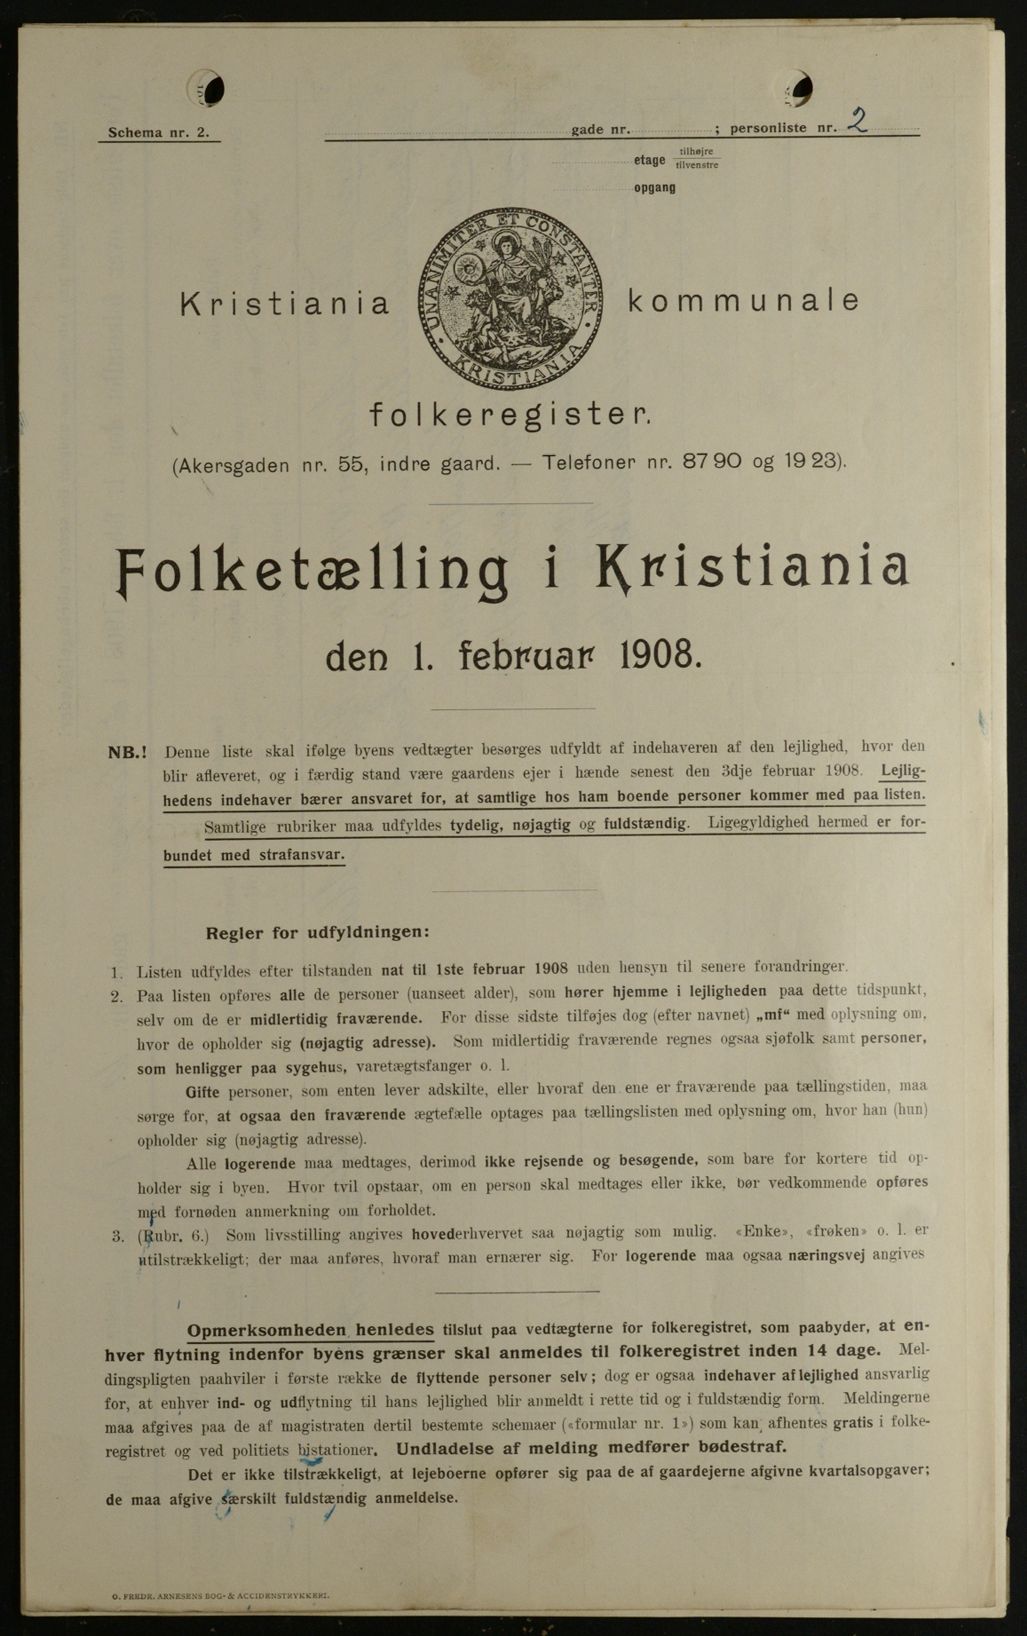 Schema nr. 2.
gade nr. ; personliste nr. 2
etage tilhøjre
tilvenstre
opgang
UNANIMITER ET CONSTANTER
KRISTIANIA
Kristiania kommunale
folkeregister.
(Akersgaden nr. 55, indre gaard. — Telefoner nr. 8790 og 1923).
Folketælling i Kristiania
den 1. februar 1908.
NB.! Denne liste skal ifølge byens vedtægter besørges udfyldt af indehaveren af den lejlighed, hvor den
blir afleveret, og i færdig stand være gaardens ejer i hænde senest den 3dje februar 1908. Lejlig-
hedens indehaver bærer ansvaret for, at samtlige hos ham boende personer kommer med paa listen.
Samtlige rubriker maa udfyldes tydelig, nøjagtig og fuldstændig. Ligegyldighed hermed er for-
bundet med strafansvar.
Regler for udfyldningen:
1. Listen udfyldes efter tilstanden nat til 1ste februar 1908 uden hensyn til senere forandringer.
2. Paa listen opføres alle de personer (uanseet alder), som hører hjemme i lejligheden paa dette tidspunkt,
selv om de er midlertidig fraværende. For disse sidste tilføjes dog (efter navnet) „mf“ med oplysning om,
hvor de opholder sig (nøjagtig adresse). Som midlertidig fraværende regnes ogsaa sjøfolk samt personer,
som henligger paa sygehus, varetægtsfanger o. l.
Gifte personer, som enten lever adskilte, eller hvoraf den ene er fraværende paa tællingstiden, maa
sørge for, at ogsaa den fraværende ægtefælle optages paa tællingslisten med oplysning om, hvor han (hun)
opholder sig (nøjagtig adresse).
Alle logerende maa medtages, derimod ikke rejsende og besøgende, som bare for kortere tid op-
holder sig i byen. Hvor tvil opstaar, om en person skal medtages eller ikke, bør vedkommende opføres
med fornøden anmerkning om forholdet.
3. (Rubr. 6.) Som livsstilling angives hovederhvervet saa nøjagtig som mulig. «Enke», «frøken» o. l. er
utilstrækkeligt; der maa anføres, hvoraf man ernærer sig. For logerende maa ogsaa næringsvej angives
Opmerksomheden henledes tilslut paa vedtægterne for folkeregistret, som paabyder, at en-
hver flytning indenfor byens grænser skal anmeldes til folkeregistret inden 14 dage. Mel-
dingspligten paahviler i første række de flyttende personer selv; dog er ogsaa indehaver af lejlighed ansvarlig
for, at enhver ind- og udflytning til hans lejlighed blir anmeldt i rette tid og i fuldstændig form. Meldingerne
maa afgives paa de af magistraten dertil bestemte schemaer («formular nr. 1») som kan afhentes gratis i folke-
registret og ved politiets bistationer. Undladelse af melding medfører bødestraf.
Det er ikke tilstrækkeligt, at lejeboerne opfører sig paa de af gaardejerne afgivne kvartalsopgaver;
de maa afgive særskilt fuldstændig anmeldelse.
O. FREDR. ARNESENS BOG- & ACCIDENSTRYKKERI.